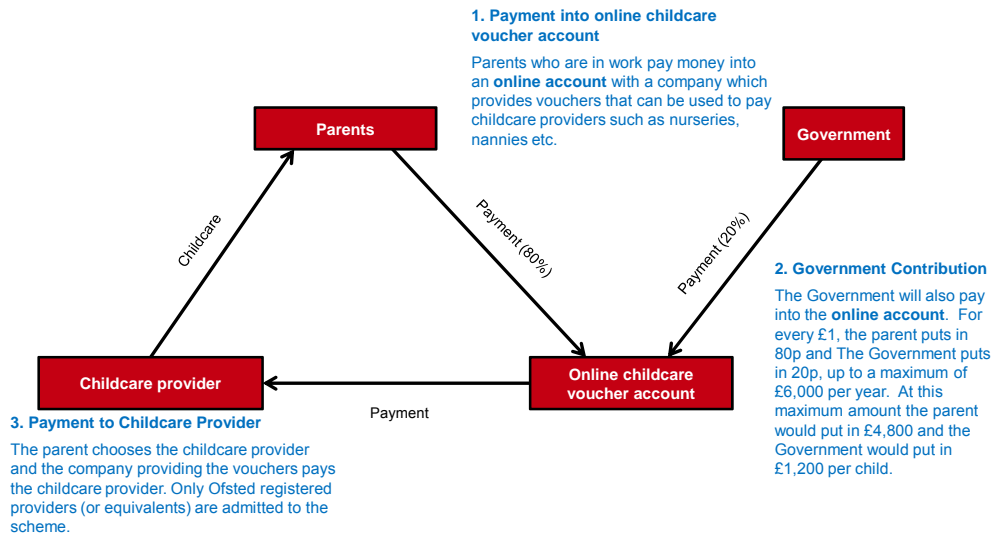 1. Payment into online childcare
voucher account
Parents who are in work pay money into
an online account with a company which
provides vouchers that can be used to pay
childcare providers such as nurseries,
nannies etc.
Parents
Government
Childcare
Payment (80%)
Payment (20%)
2. Government Contribution
The Government will also pay
into the online account.  For
every £1, the parent puts in
80p and The Government puts
in 20p, up to a maximum of
£6,000 per year.  At this
maximum amount the parent
would put in £4,800 and the
Government would put in
£1,200 per child.
Childcare provider
Online childcare
voucher account
Payment
3. Payment to Childcare Provider
The parent chooses the childcare provider
and the company providing the vouchers pays
the childcare provider. Only Ofsted registered
providers (or equivalents) are admitted to the
scheme.